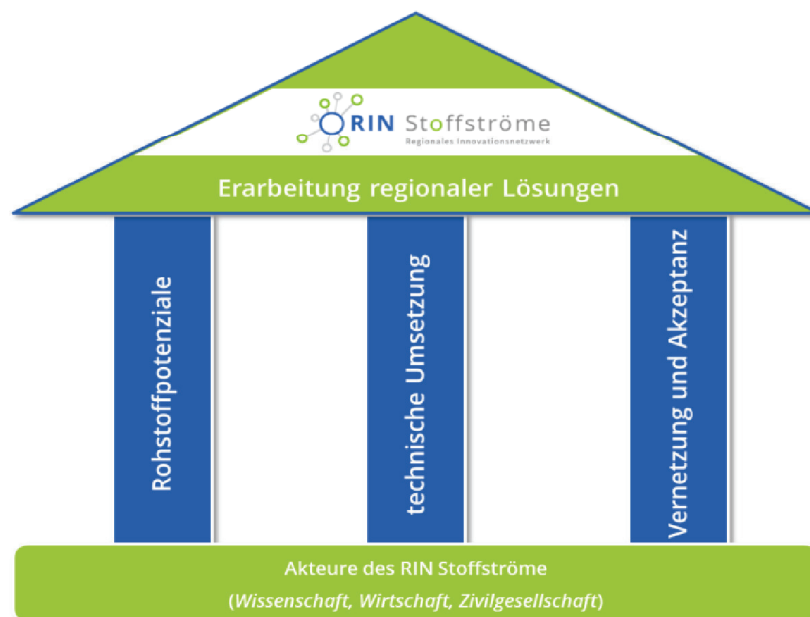 RIN Stoffströme
Regionales Innovationsnetzwerk
Erarbeitung regionaler Lösungen
Rohstoffpotenziale
technische Umsetzung
Vernetzung und Akzeptanz
Akteure des RIN Stoffströme
(Wissenschaft, Wirtschaft, Zivilgesellschaft)